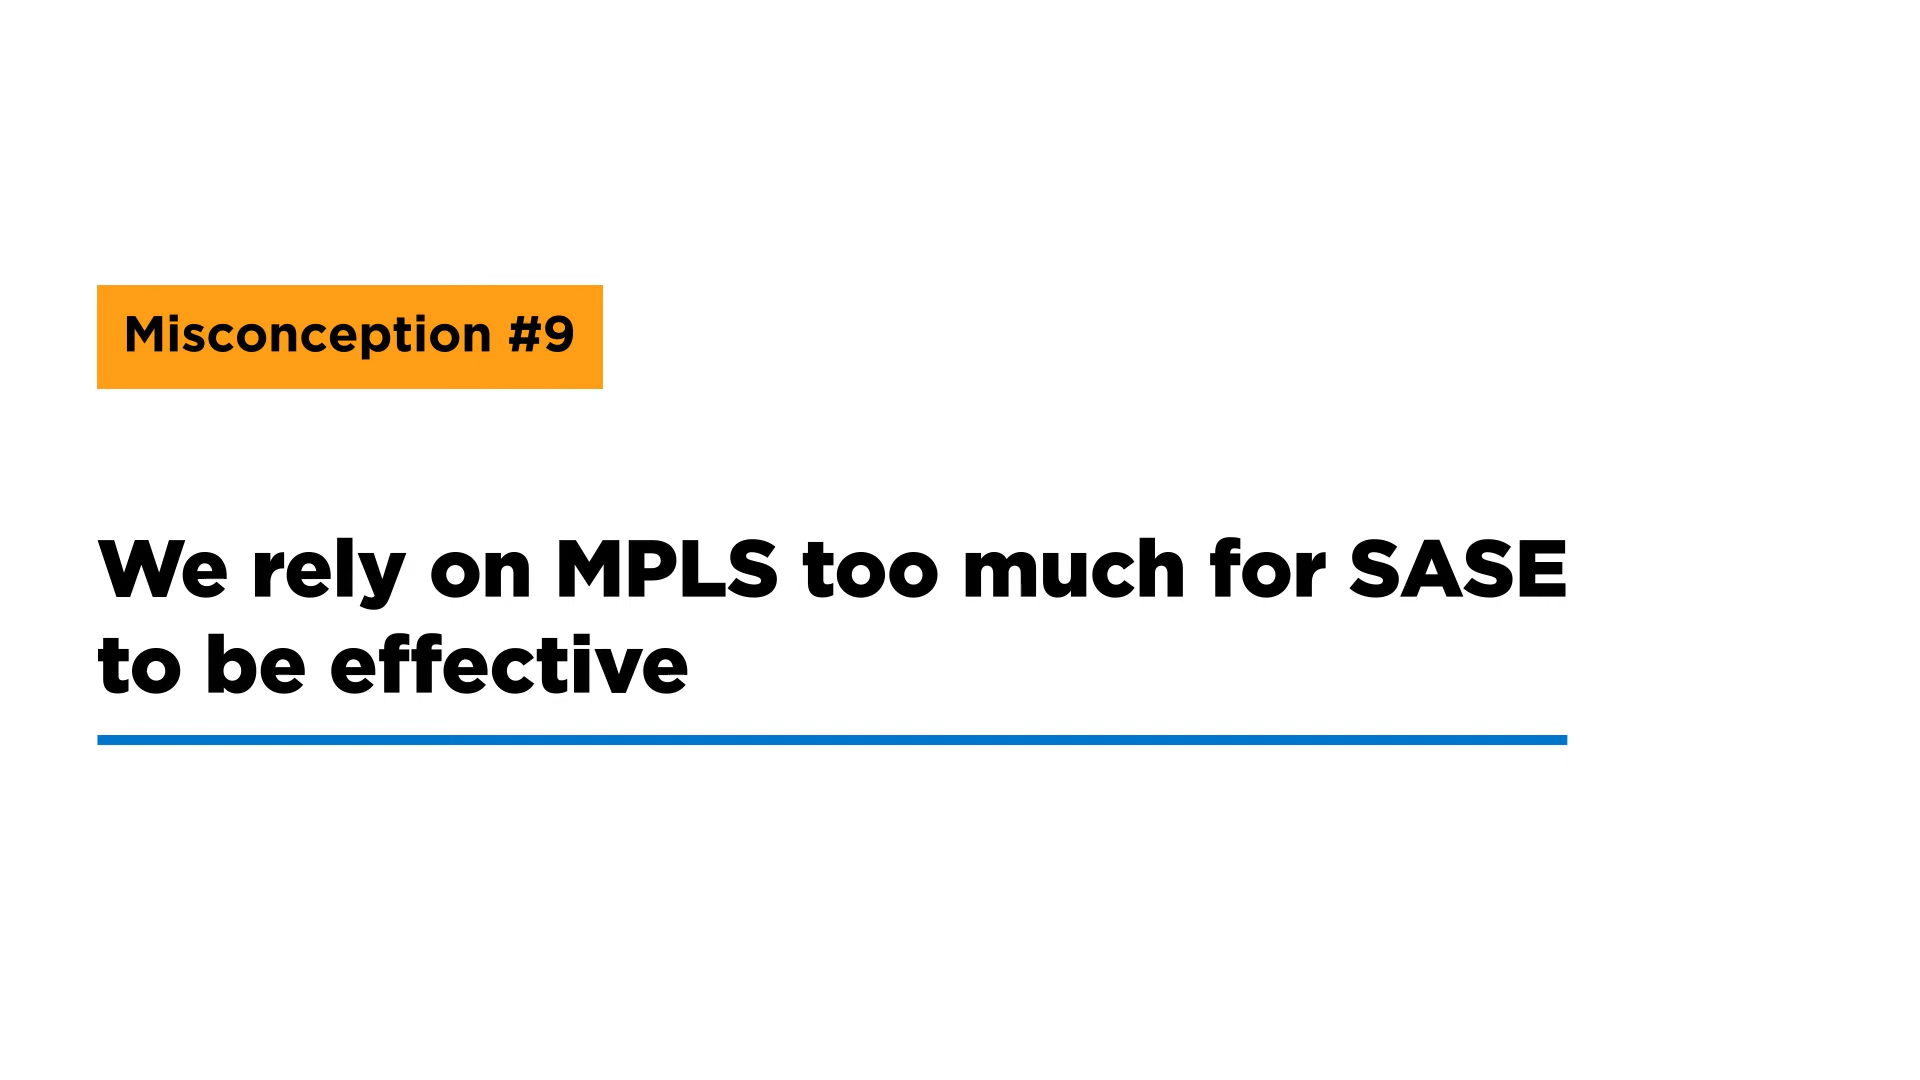 Misconception #9
We rely on MPLS too much for SASE
to be effective